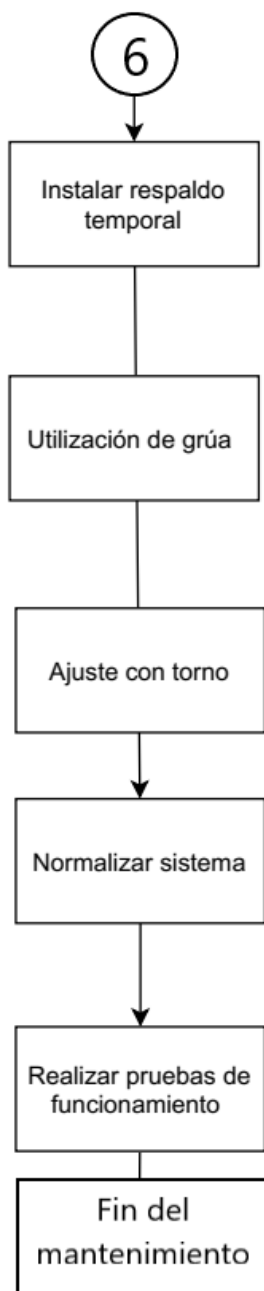 6
Instalar respaldo
temporal
Utilización de grúa
Ajuste con torno
Normalizar sistema
Realizar pruebas de
funcionamiento
Fin del
mantenimiento